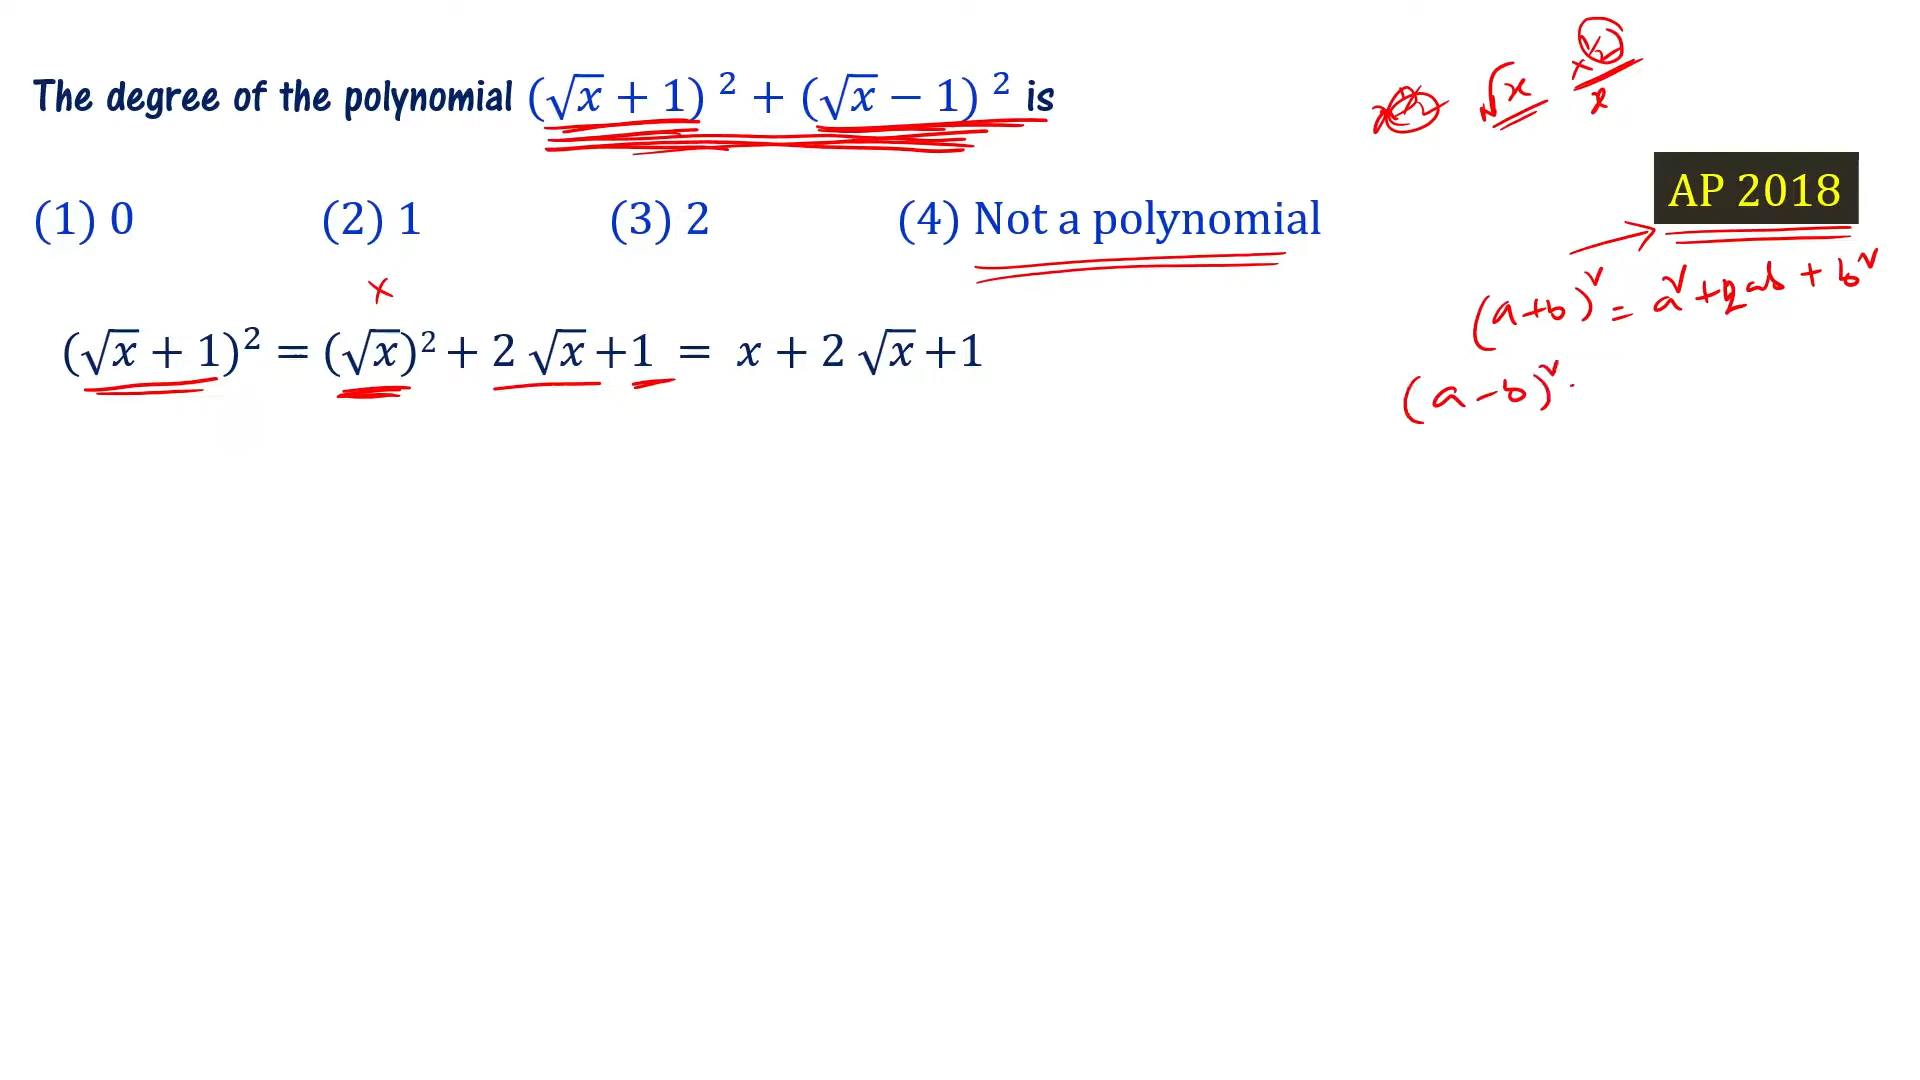 The degree of the polynomial (√x + 1) ² + (√x − 1) ² is
√x
x
AP 2018
(1) 0 (2) 1 (3) 2 (4) Not a polynomial
(a+b)² = a² + 2ab + b²
x
(√x + 1)² = (√x)² + 2 √x +1 = x + 2 √x +1
(a-b)²